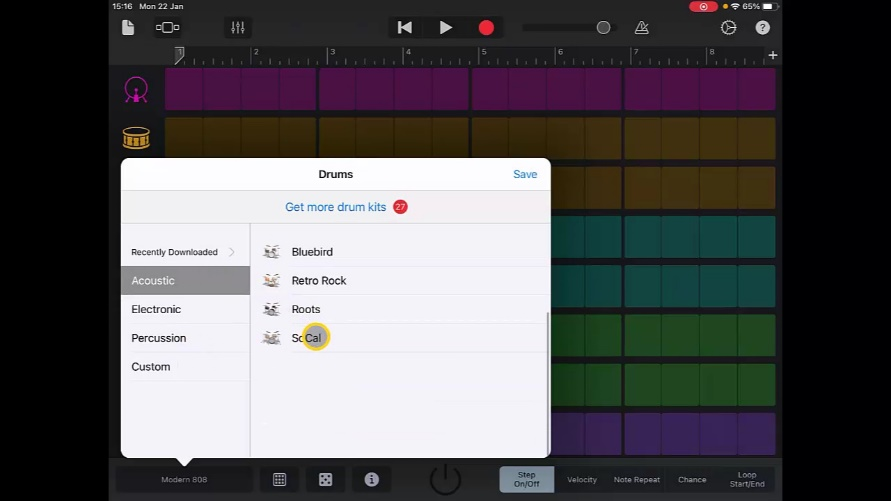 15:16 Mon 22 Jan
65%
1 2 3 4 5 6 7 8
Drums
Save
Get more drum kits 27
Recently Downloaded
Acoustic
Electronic
Percussion
Custom
Bluebird
Retro Rock
Roots
SoCal
Modern 808
Step On/Off
Velocity
Note Repeat
Chance
Loop Start/End